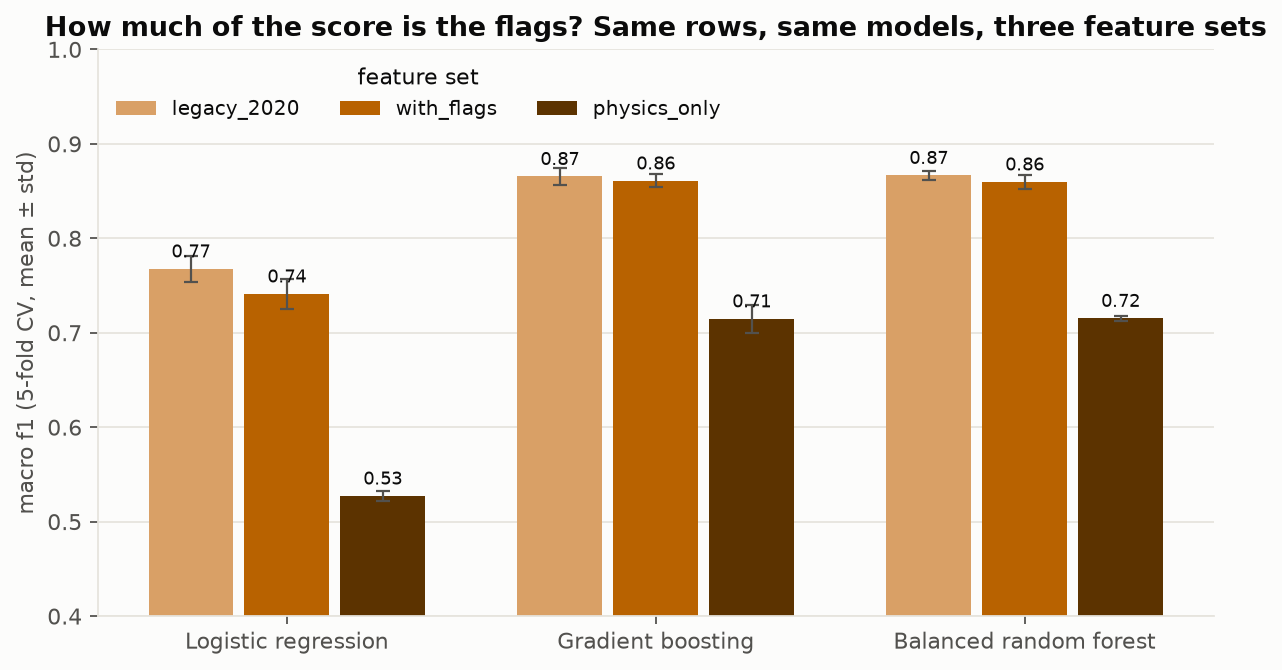 How much of the score is the flags? Same rows, same models, three feature sets
feature set
legacy_2020 with_flags physics_only
macro f1 (5-fold CV, mean ± std)
1.0
0.9
0.8
0.7
0.6
0.5
0.4
0.77
0.74
0.53
0.87
0.86
0.71
0.87
0.86
0.72
Logistic regression
Gradient boosting
Balanced random forest